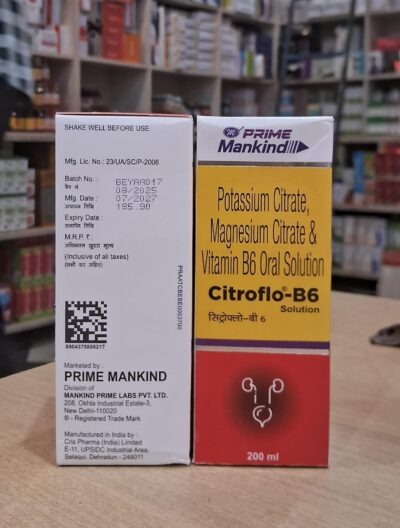 SHAKE WELL BEFORE USE.
Mfg. Lic. No.: 23/UA/SC/P-2006
Batch No. : 6EYAA017
बैच नं. 08/2025
Mfg. Date : 07/2027
उत्पादन तिथि 195.90
Expiry Date :
समाप्ति तिथि
M.R.P. ₹ :
अधिकतम खुदरा मूल्य
(Inclusive of all taxes)
(सभी कर सहित)
PRAATCBEBE0053700
8904375806217
Marketed by :
PRIME MANKIND
Division of
MANKIND PRIME LABS PVT. LTD.
208, Okhla Industrial Estate-3,
New Delhi-110020
® - Registered Trade Mark
Manufactured in India by :
Cris Pharma (India) Limited
E-11, UPSIDC Industrial Area,
Selaqui, Dehradun - 248011
PRIME
Mankind
Potassium Citrate,
Magnesium Citrate &
Vitamin B6 Oral Solution
Citroflo®-B6
Solution
सिट्रोफ्लो-बी 6
200 ml